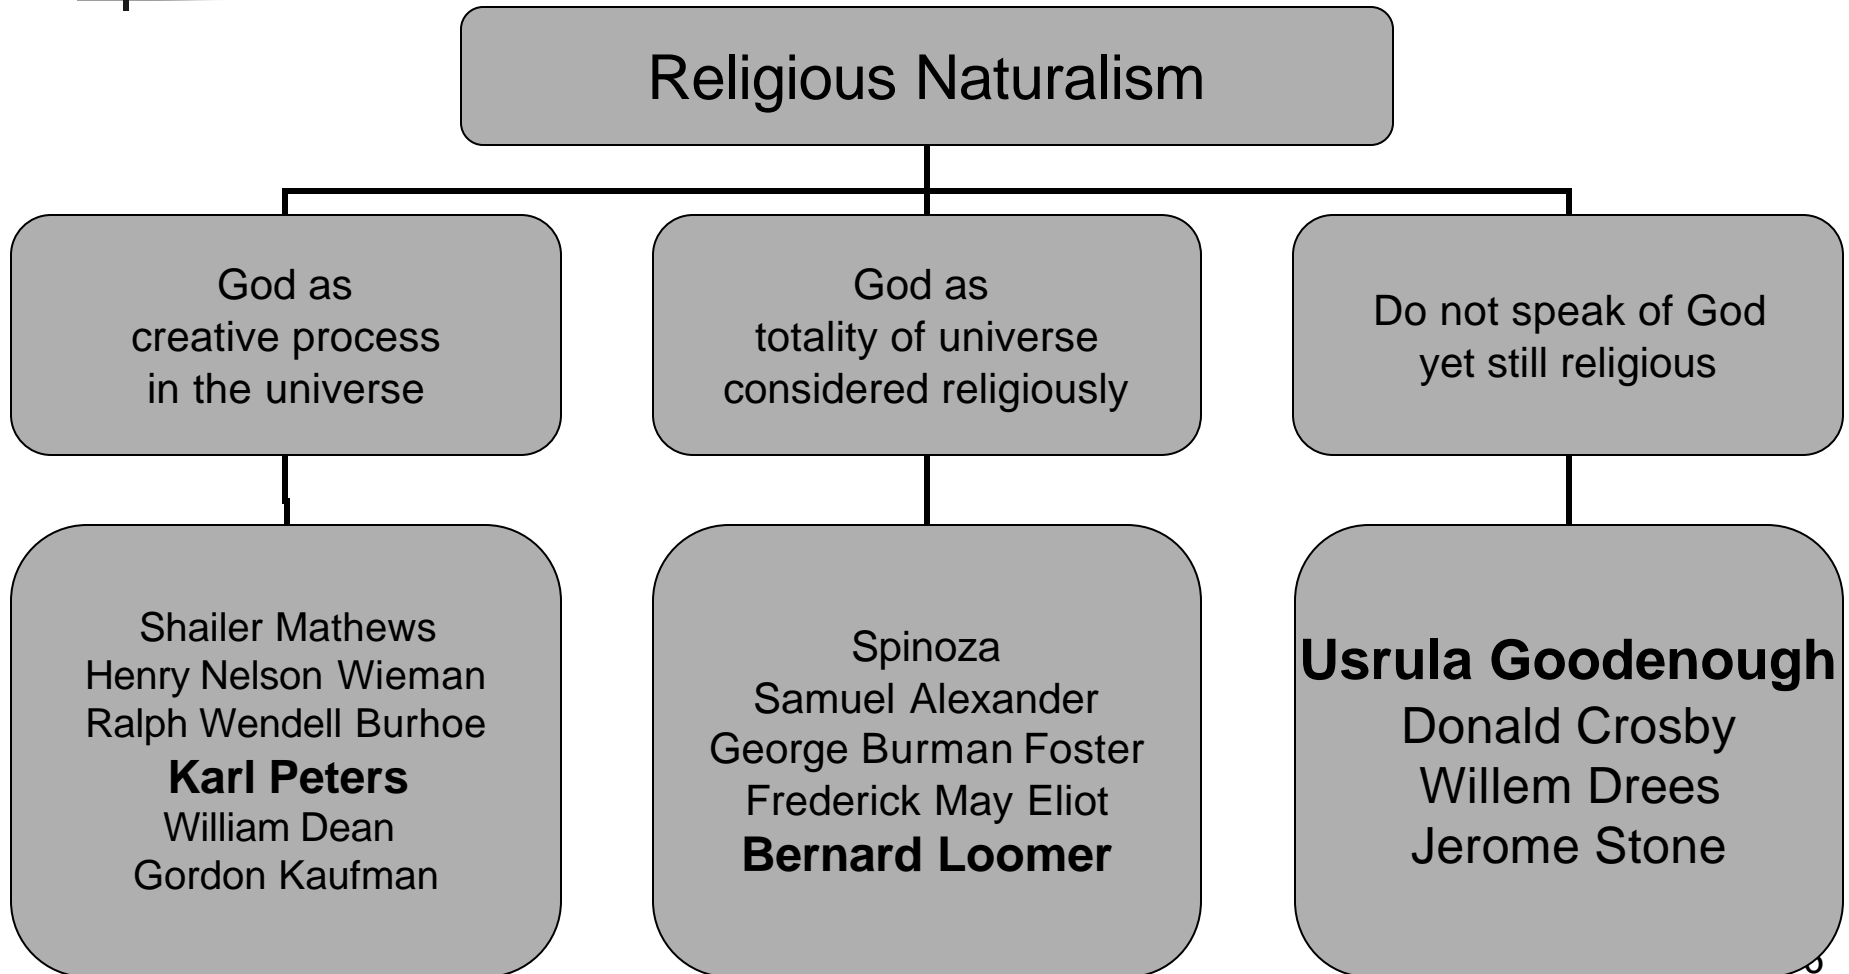 Religious Naturalism
God as
creative process
in the universe
God as
totality of universe
considered religiously
Do not speak of God
yet still religious
Shailer Mathews
Henry Nelson Wieman
Ralph Wendell Burhoe
Karl Peters
William Dean
Gordon Kaufman
Spinoza
Samuel Alexander
George Burman Foster
Frederick May Eliot
Bernard Loomer
Usrula Goodenough
Donald Crosby
Willem Drees
Jerome Stone